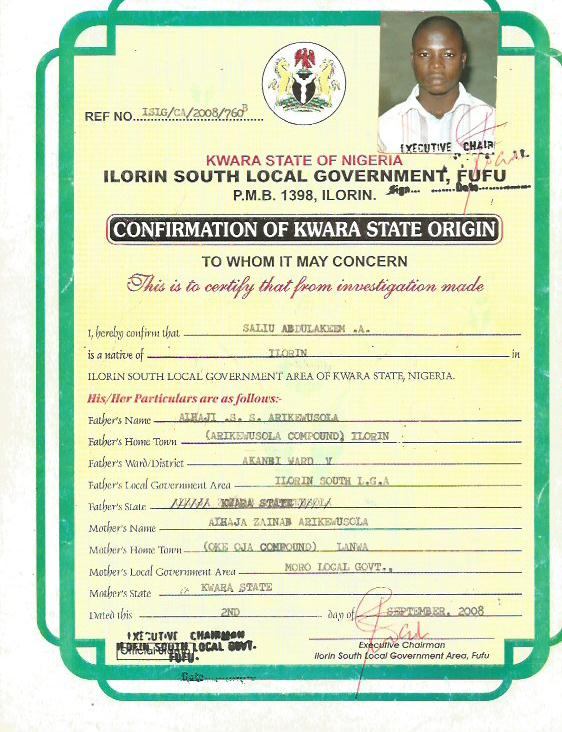 REF NO. ISIG/CA/2008/760B
EXECUTIVE CHAIR
KWARA STATE OF NIGERIA
ILORIN SOUTH LOCAL GOVERNMENT, FUFU
Sign... Date
P.M.B. 1398, ILORIN.
CONFIRMATION OF KWARA STATE ORIGIN
TO WHOM IT MAY CONCERN
This is to certify that from investigation made
I, hereby confirm that SALIU ABDULAKEEM .A.
is a native of ILORIN in
ILORIN SOUTH LOCAL GOVERNMENT AREA OF KWARA STATE, NIGERIA.
His/Her Particulars are as follows:-
Father's Name ALHAJI .S. S. ARIKEWUSOLA
Father's Home Town (ARIKEWUSOLA COMPOUND) ILORIN
Father's Ward/District AKANBI WARD V
Father's Local Government Area ILORIN SOUTH L.G.A
Father's State KWARA STATE
Mother's Name ALHAJA ZAINAB ARIKEWUSOLA
Mother's Home Town (OKE OJA COMPOUND) LANWA
Mother's Local Government Area MORO LOCAL GOVT.,
Mother's State KWARA STATE
Dated this 2ND day of SEPTEMBER, 2008
EXECUTIVE CHAIRMAN
ILORIN SOUTH LOCAL GOVT.
FUFU.
Date
Executive Chairman
Ilorin South Local Government Area, Fufu